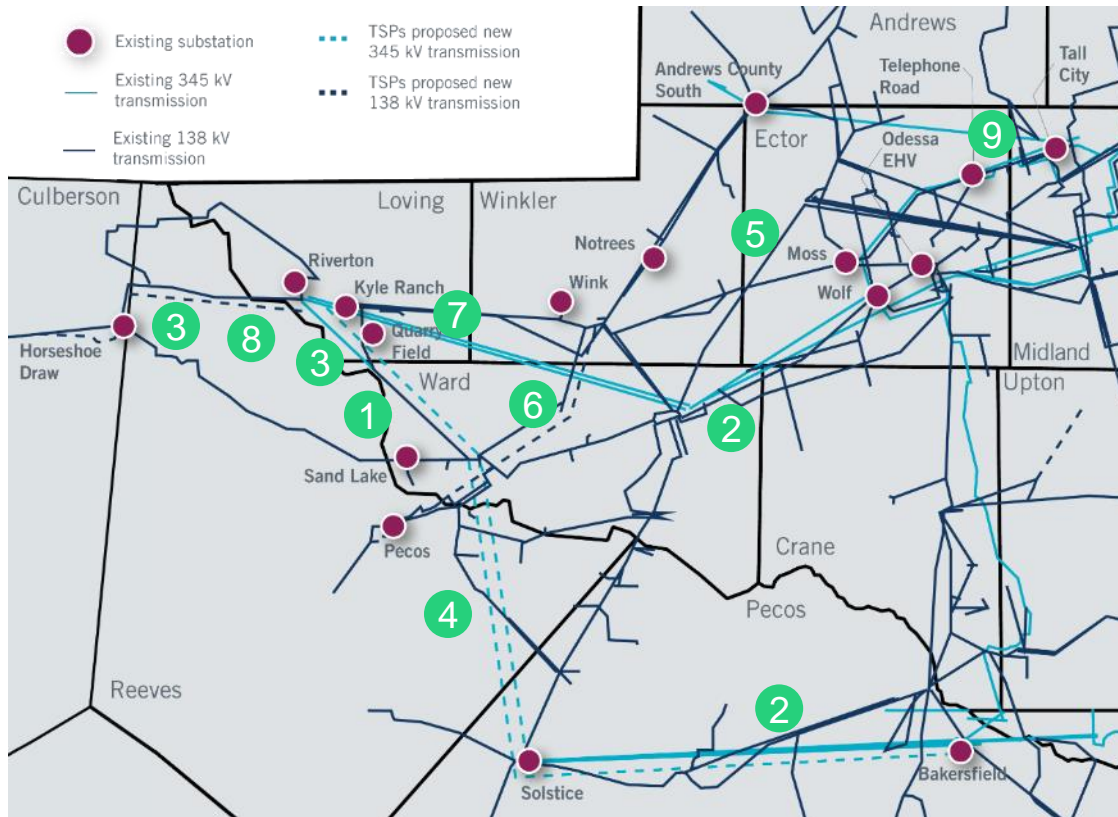 Existing substation
Existing 345 kV
transmission
Existing 138 kV
transmission
TSPs proposed new
345 kV transmission
TSPs proposed new
138 kV transmission
Andrews
Andrews County
South
Telephone
Road
Tall
City
Ector
Odessa
EHV
9
Culberson
Loving
Winkler
Notrees
5
Moss
Riverton
Kyle Ranch
Wink
Wolf
7
3
8
Quarry
Field
Horseshoe
Draw
3
Midland
Ward
Upton
6
1
2
Sand Lake
Pecos
Crane
4
Pecos
Reeves
2
Solstice
Bakersfield